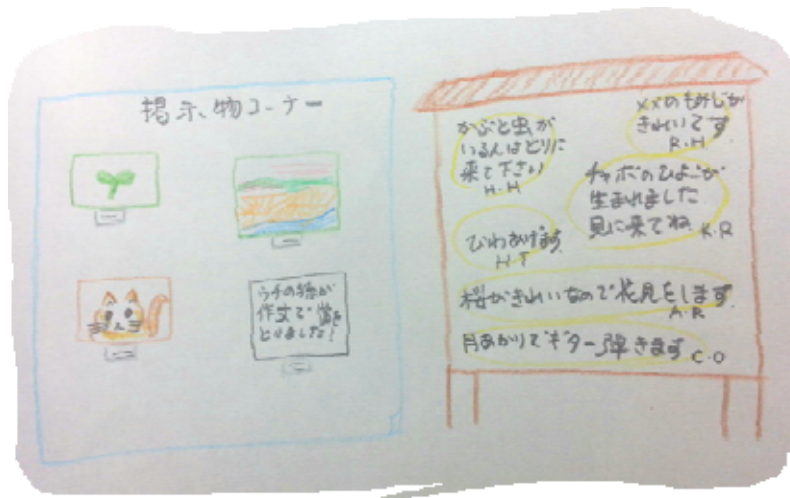 掲示物コーナー
ウチの孫が
作文で賞を
とりました!
かぶと虫が
いるんはとりに
来て下さい
H.H
××のもみじが
きれいです
R.H
チャボのひよこが
生まれました
見に来てね K.R
びわあげます
H.T
桜がきれいなので花見をします
A.R
月あかりでギター弾きます C.O